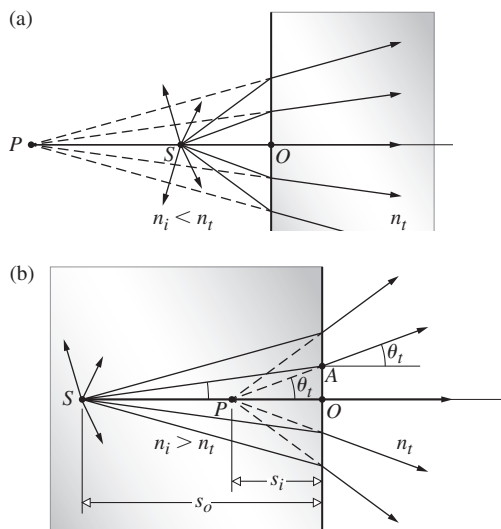 (a)
P S O
n_i < n_t n_t
(b)
θ_t
A
S P θ_t O
n_i > n_t n_t
s_i
s_o